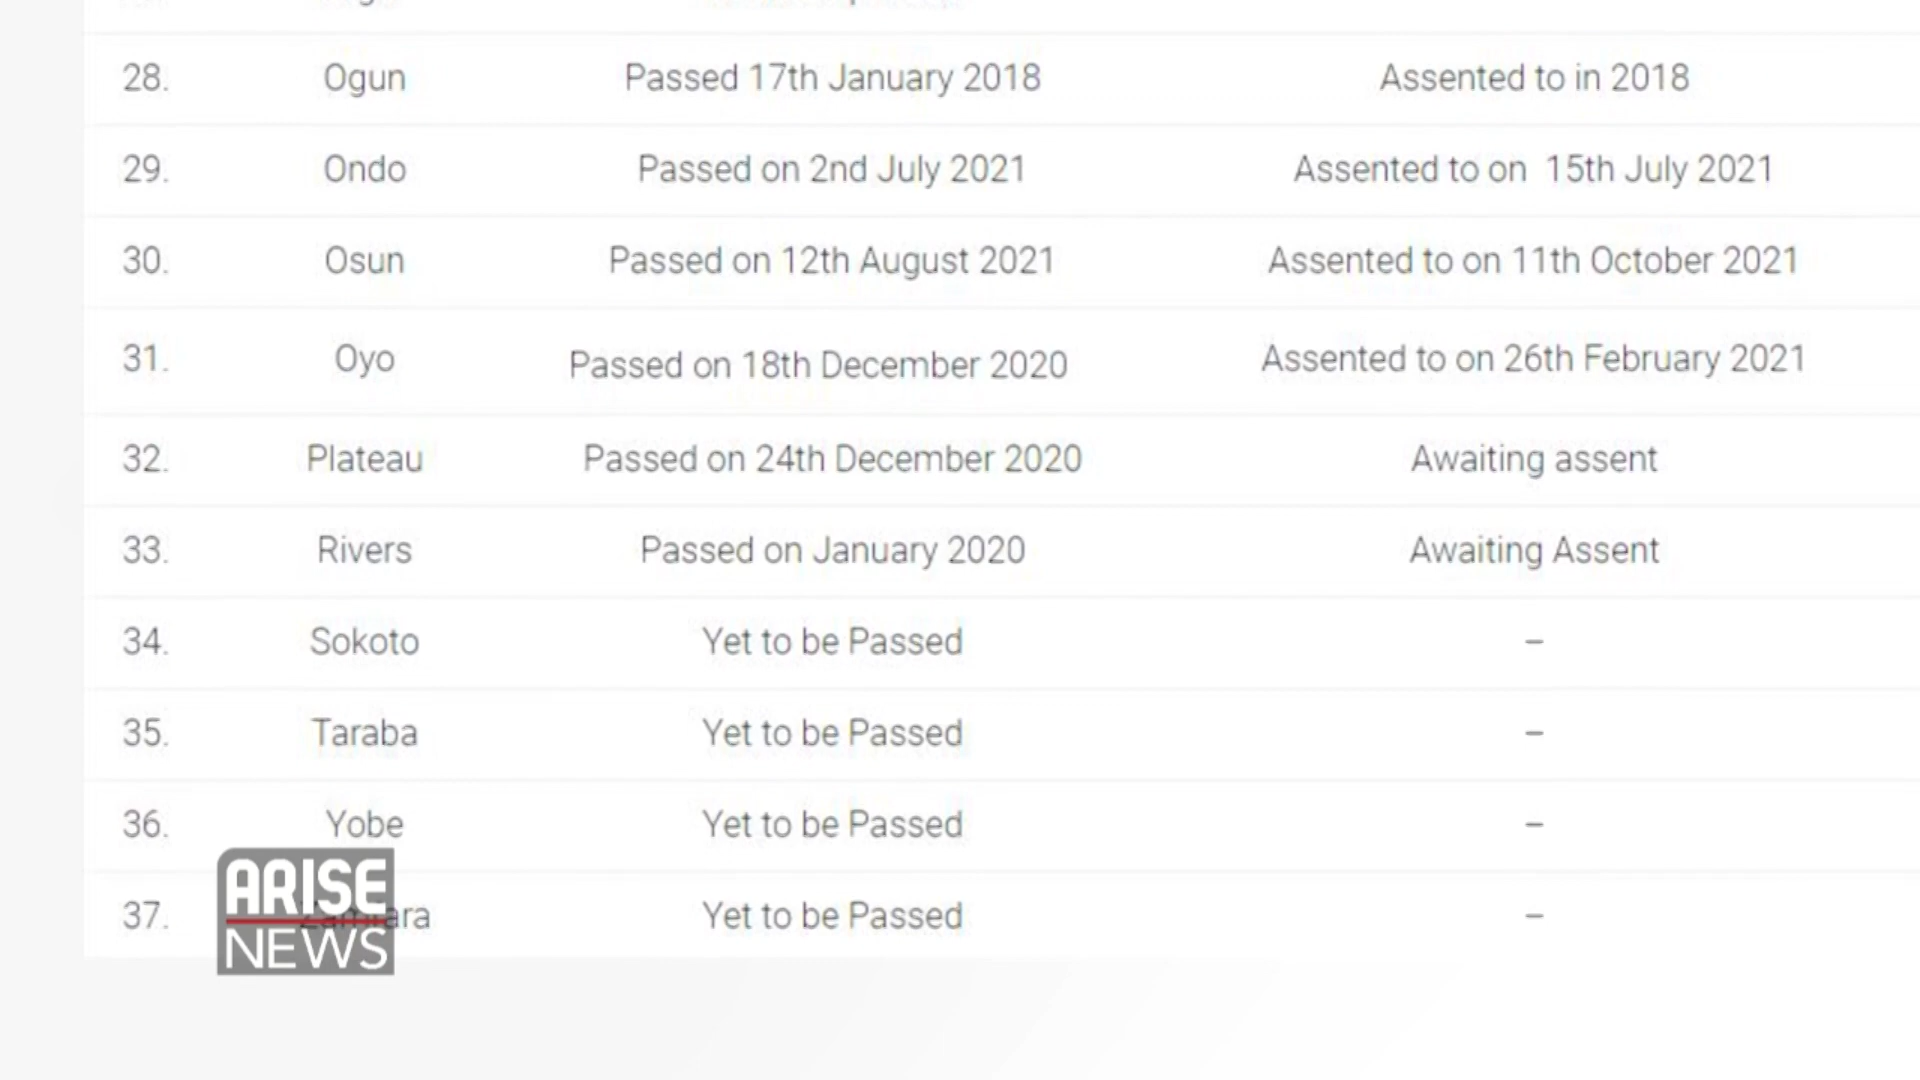 28. Ogun Passed 17th January 2018 Assented to in 2018
29. Ondo Passed on 2nd July 2021 Assented to on 15th July 2021
30. Osun Passed on 12th August 2021 Assented to on 11th October 2021
31. Oyo Passed on 18th December 2020 Assented to on 26th February 2021
32. Plateau Passed on 24th December 2020 Awaiting assent
33. Rivers Passed on January 2020 Awaiting Assent
34. Sokoto Yet to be Passed –
35. Taraba Yet to be Passed –
36. Yobe Yet to be Passed –
37. Zamfara Yet to be Passed –
ARISE
NEWS